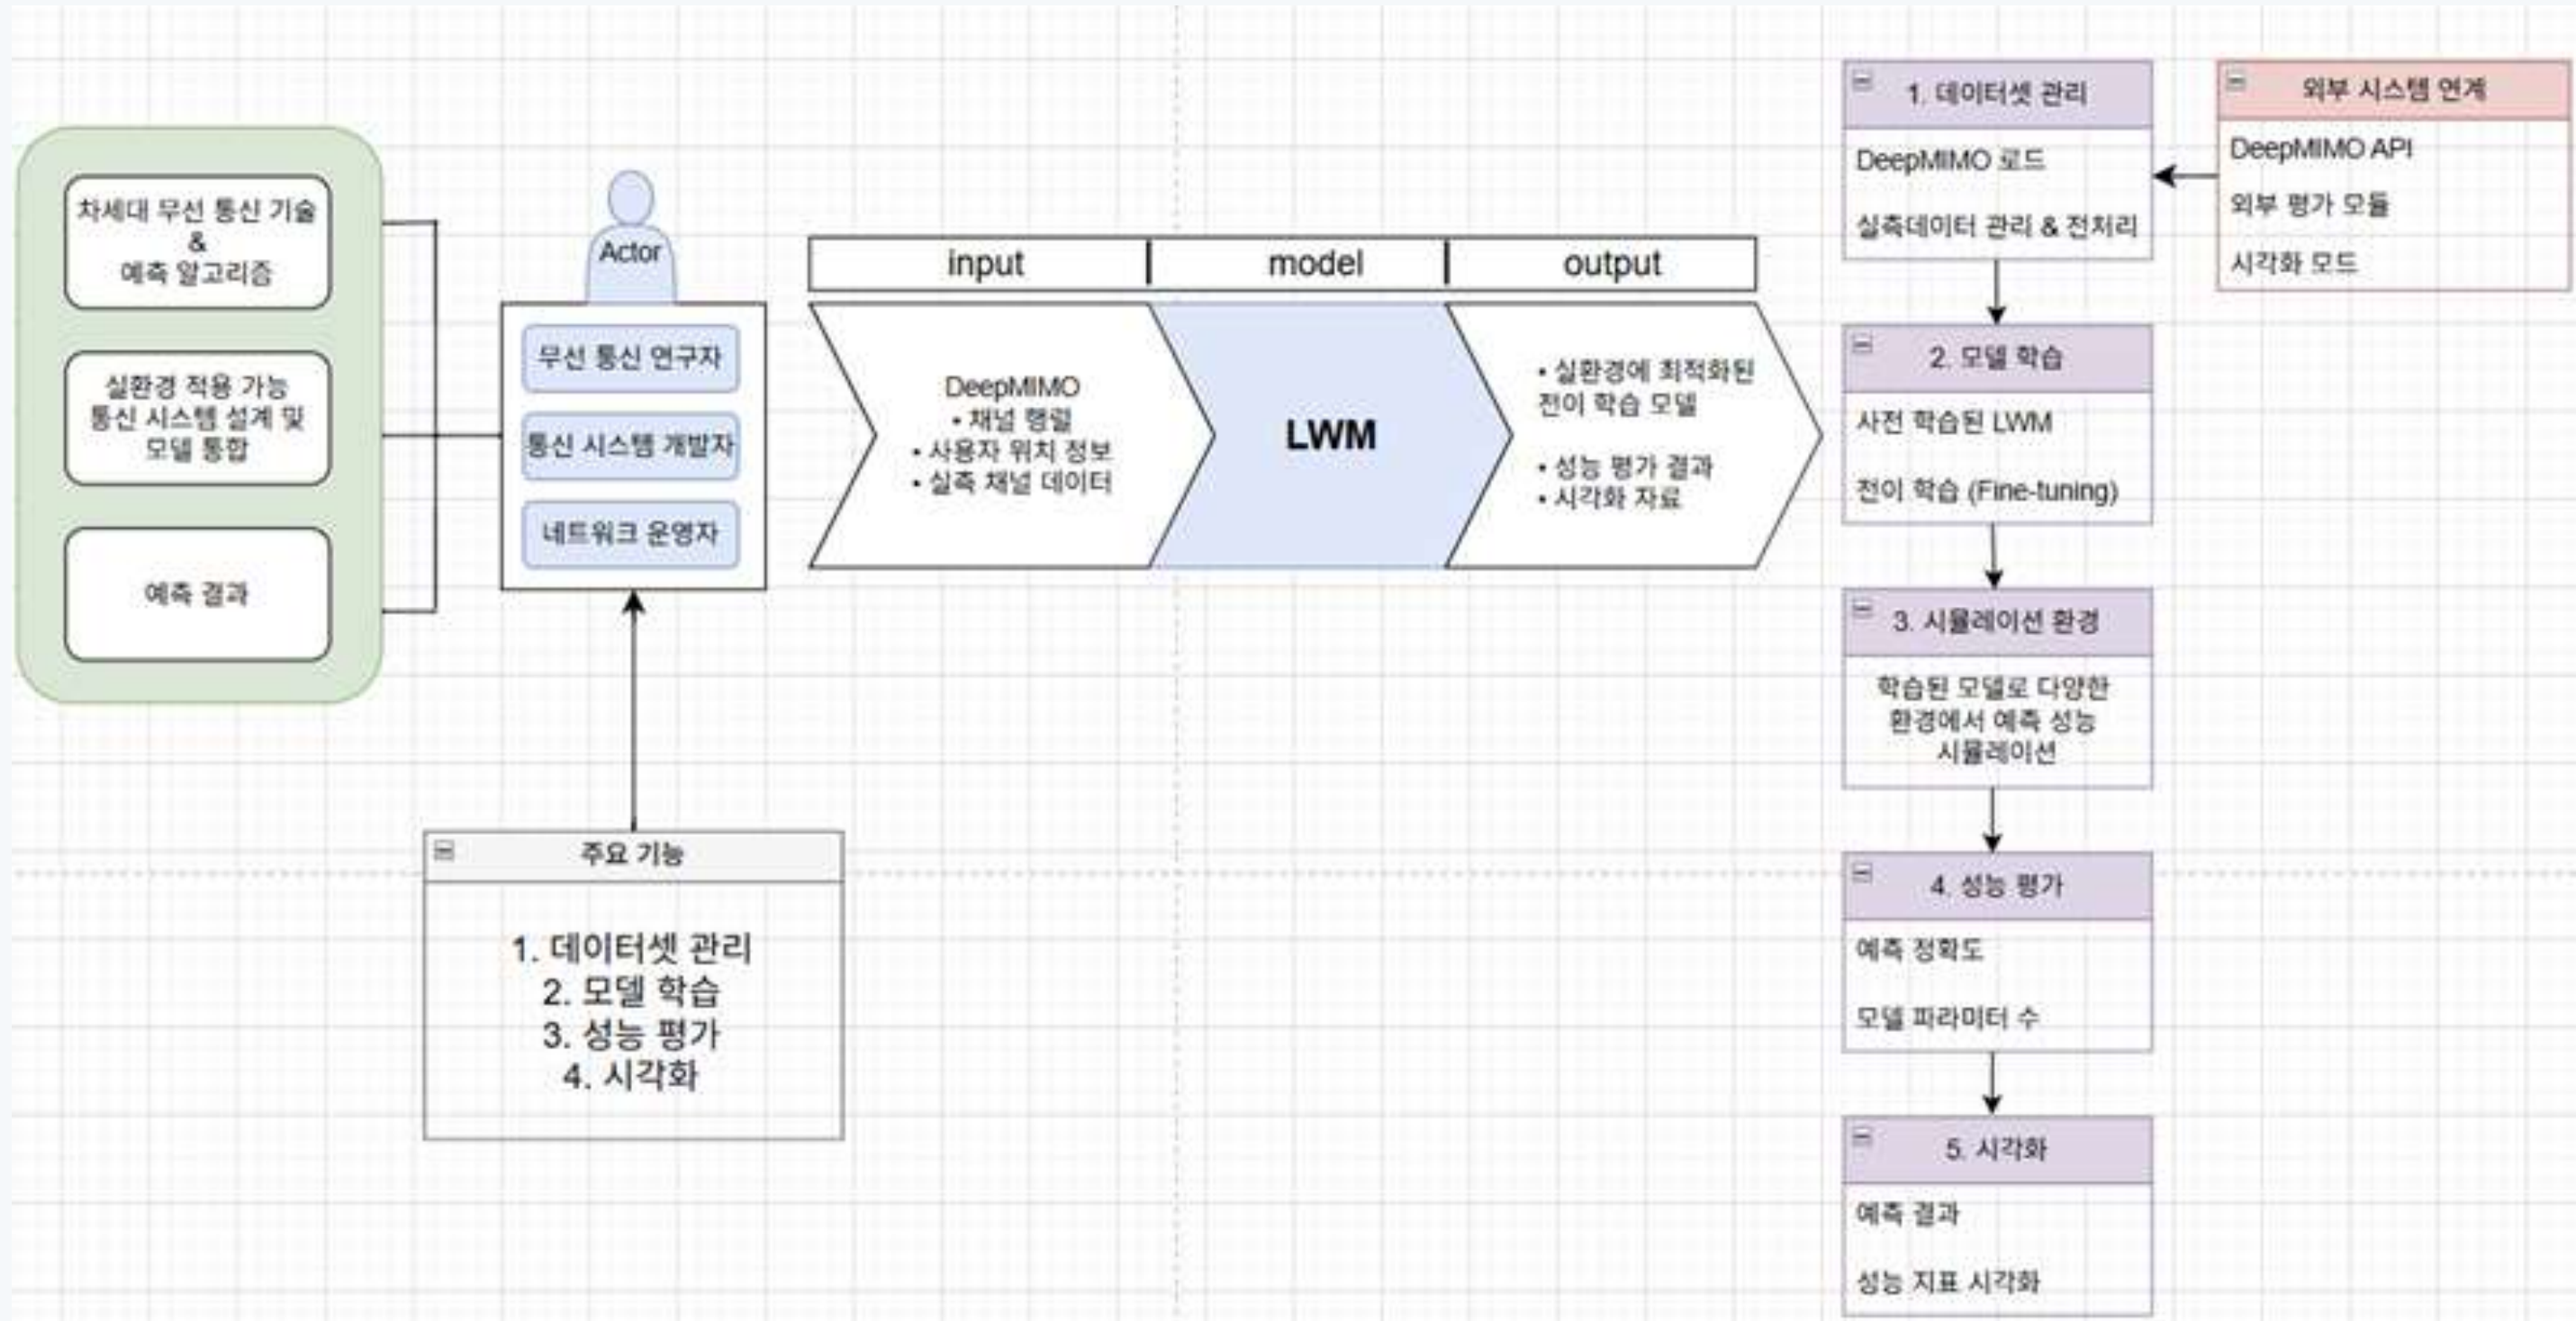 차세대 무선 통신 기술
&
예측 알고리즘
실환경 적용 가능
통신 시스템 설계 및
모델 통합
예측 결과
Actor
무선 통신 연구자
통신 시스템 개발자
네트워크 운영자
주요 기능
1. 데이터셋 관리
2. 모델 학습
3. 성능 평가
4. 시각화
input
model
output
DeepMIMO
• 채널 행렬
• 사용자 위치 정보
• 실측 채널 데이터
LWM
• 실환경에 최적화된
전이 학습 모델
• 성능 평가 결과
• 시각화 자료
1. 데이터셋 관리
DeepMIMO 로드
실측데이터 관리 & 전처리
외부 시스템 연계
DeepMIMO API
외부 평가 모듈
시각화 모드
2. 모델 학습
사전 학습된 LWM
전이 학습 (Fine-tuning)
3. 시뮬레이션 환경
학습된 모델로 다양한
환경에서 예측 성능
시뮬레이션
4. 성능 평가
예측 정확도
모델 파라미터 수
5. 시각화
예측 결과
성능 지표 시각화